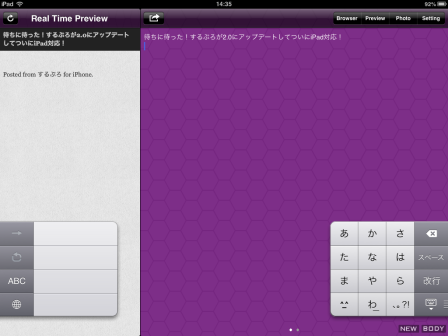 iPad
14:35
92%
Real Time Preview
Browser
Preview
Photo
Setting
待ちに待った！するぷろがa.oにアップデート
してついにiPad対応！
Posted from するぷろ for iPhone.
待ちに待った！するぷろが2.0にアップデートしてついにiPad対応！
→
ABC
あ
か
さ
た
な
は
スペース
ま
や
ら
改行
^^
わ
､｡?!
NEW
BODY